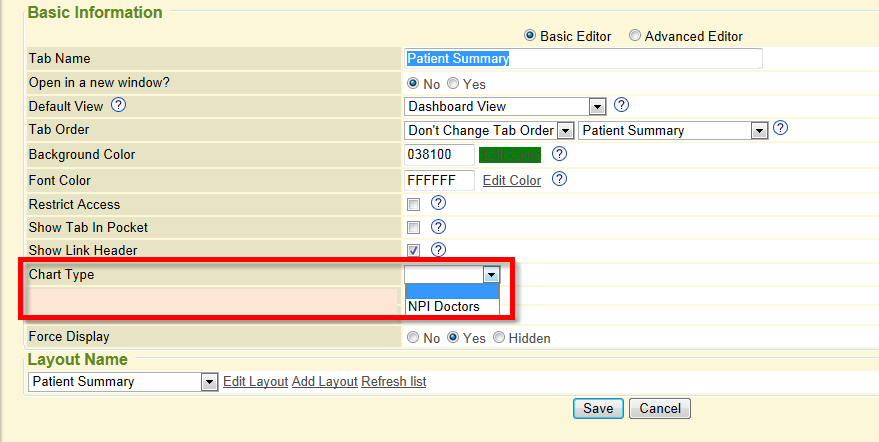 Basic Information
Basic Editor Advanced Editor
Tab Name Patient Summary
Open in a new window? No Yes
Default View ? Dashboard View ?
Tab Order Don't Change Tab Order Patient Summary ?
Background Color 038100 Edit Color ?
Font Color FFFFFF Edit Color ?
Restrict Access ?
Show Tab In Pocket ?
Show Link Header ?
Chart Type
NPI Doctors
Force Display No Yes Hidden
Layout Name
Patient Summary Edit Layout Add Layout Refresh list
Save Cancel